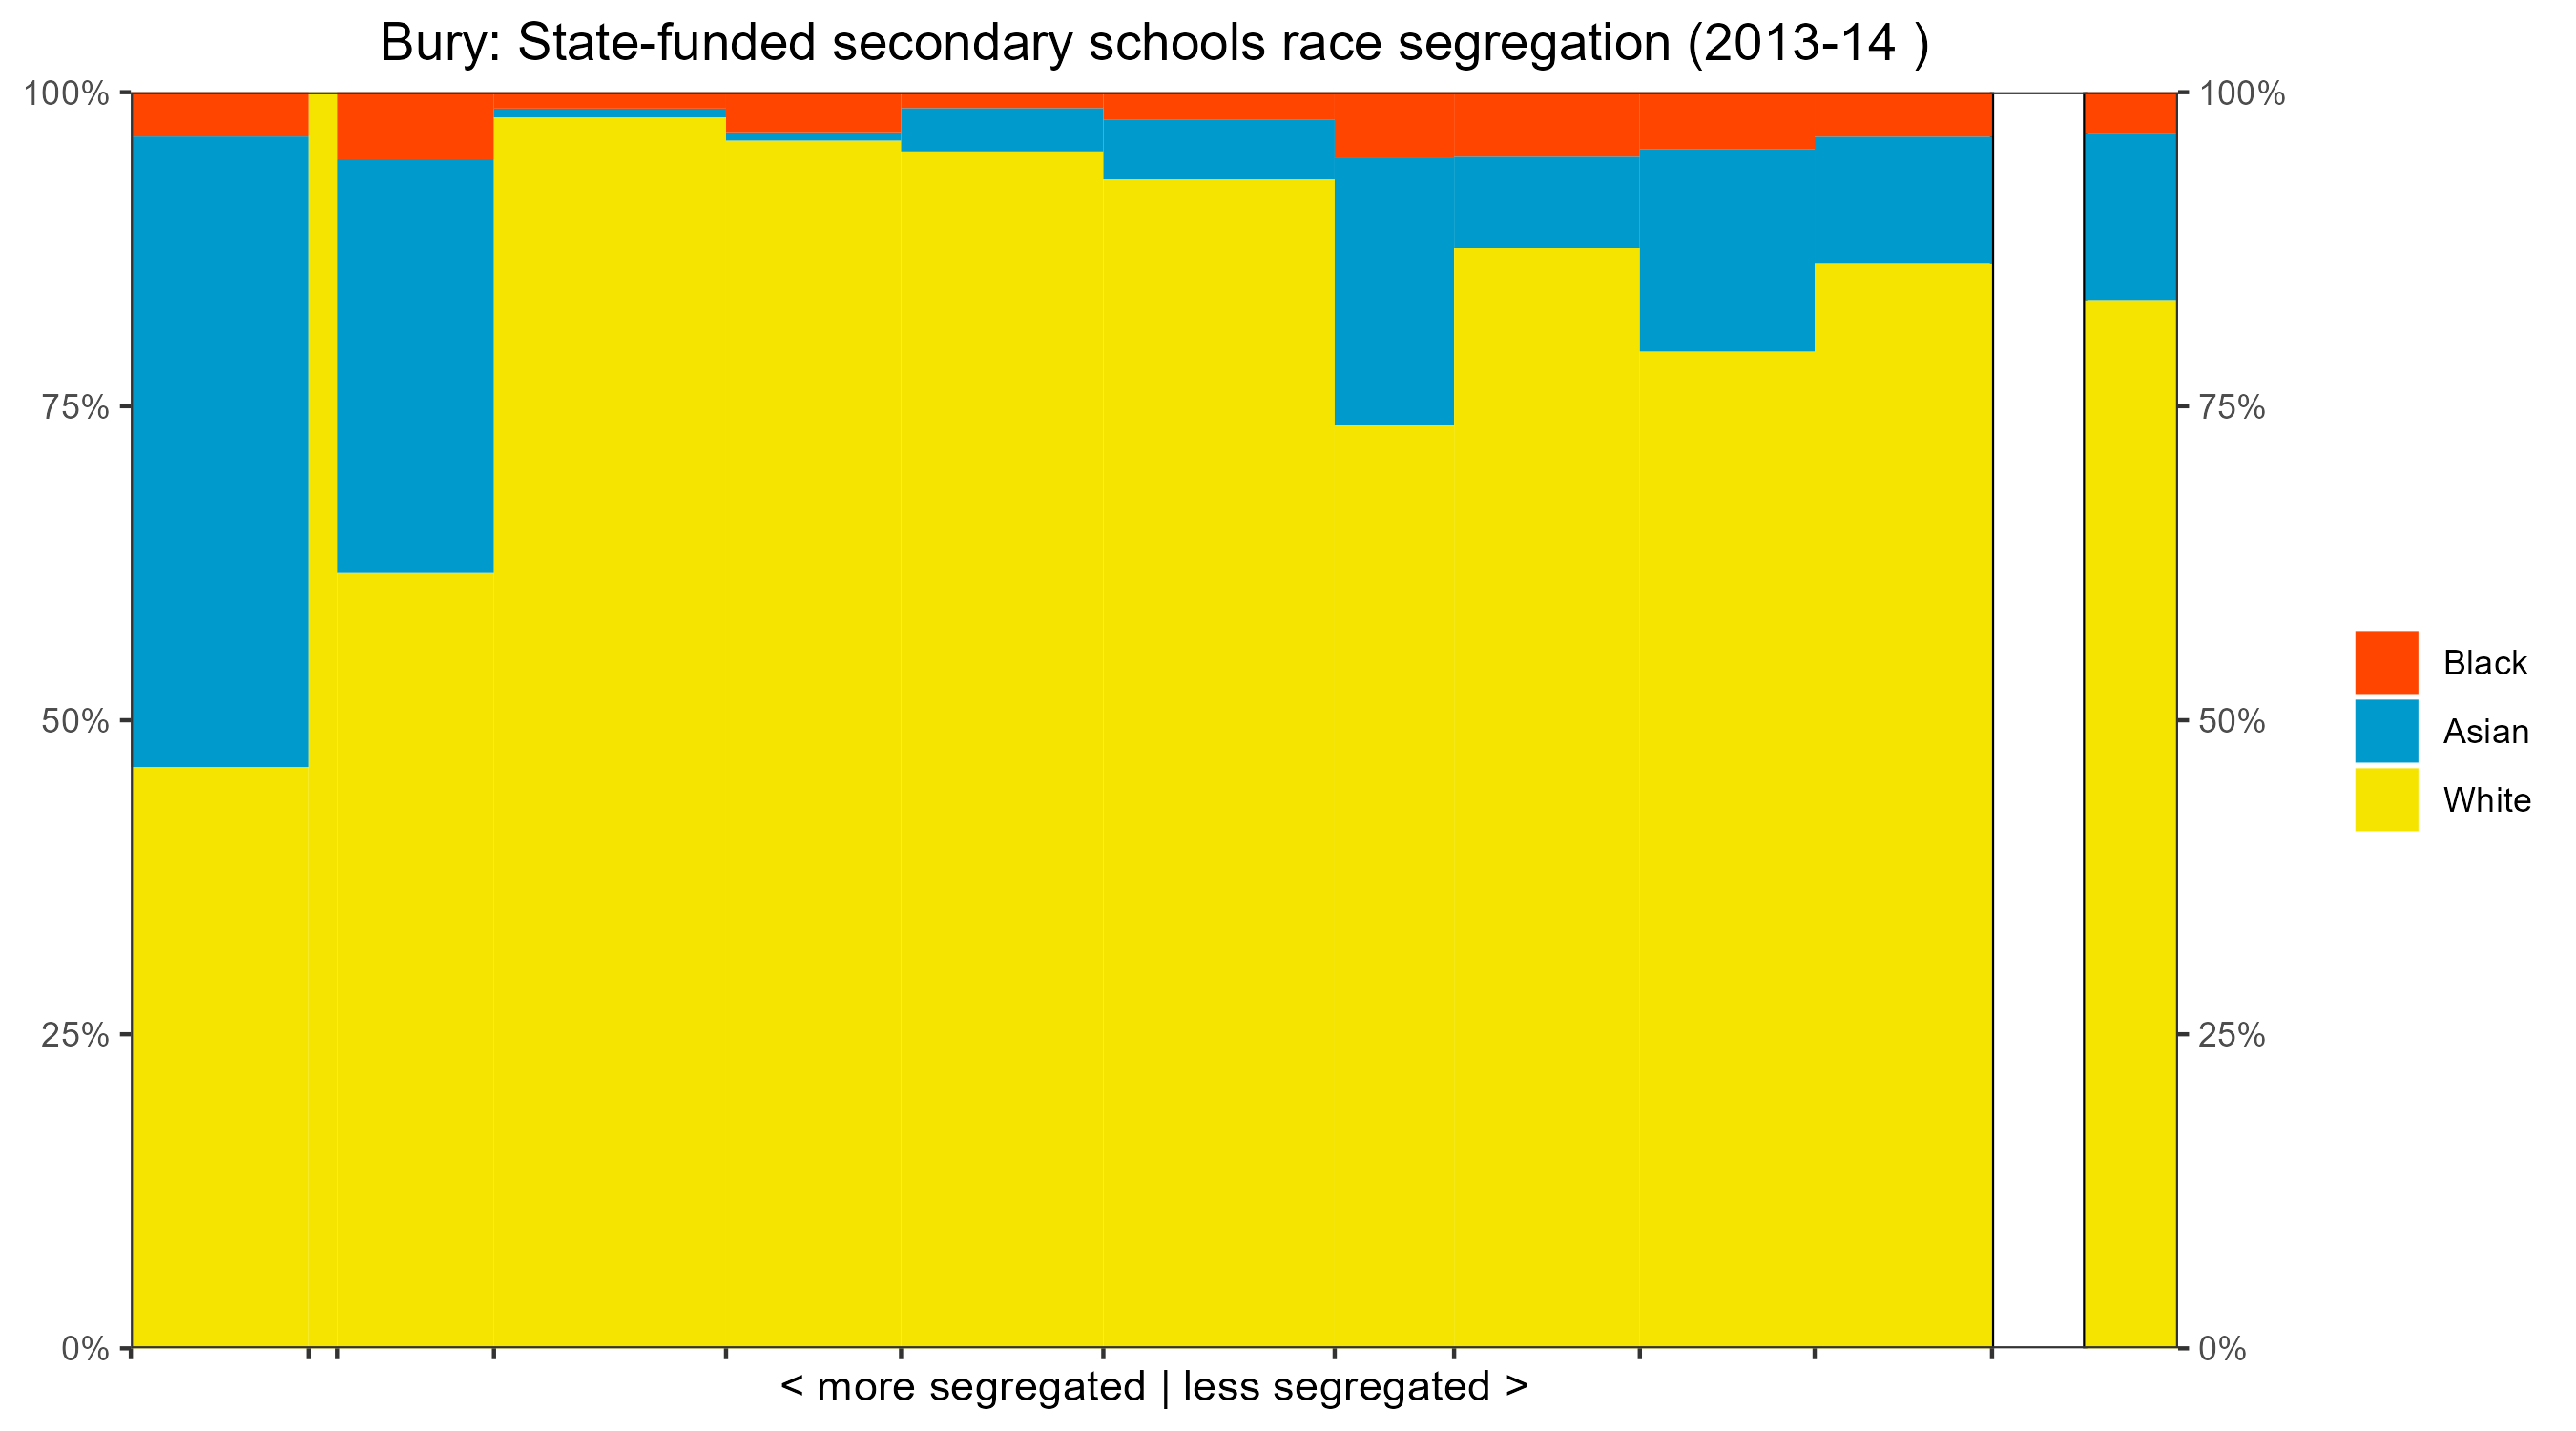 Bury: State-funded secondary schools race segregation (2013-14 )
100%
75%
50%
25%
0%
100%
75%
50%
25%
0%
Black
Asian
White
< more segregated | less segregated >